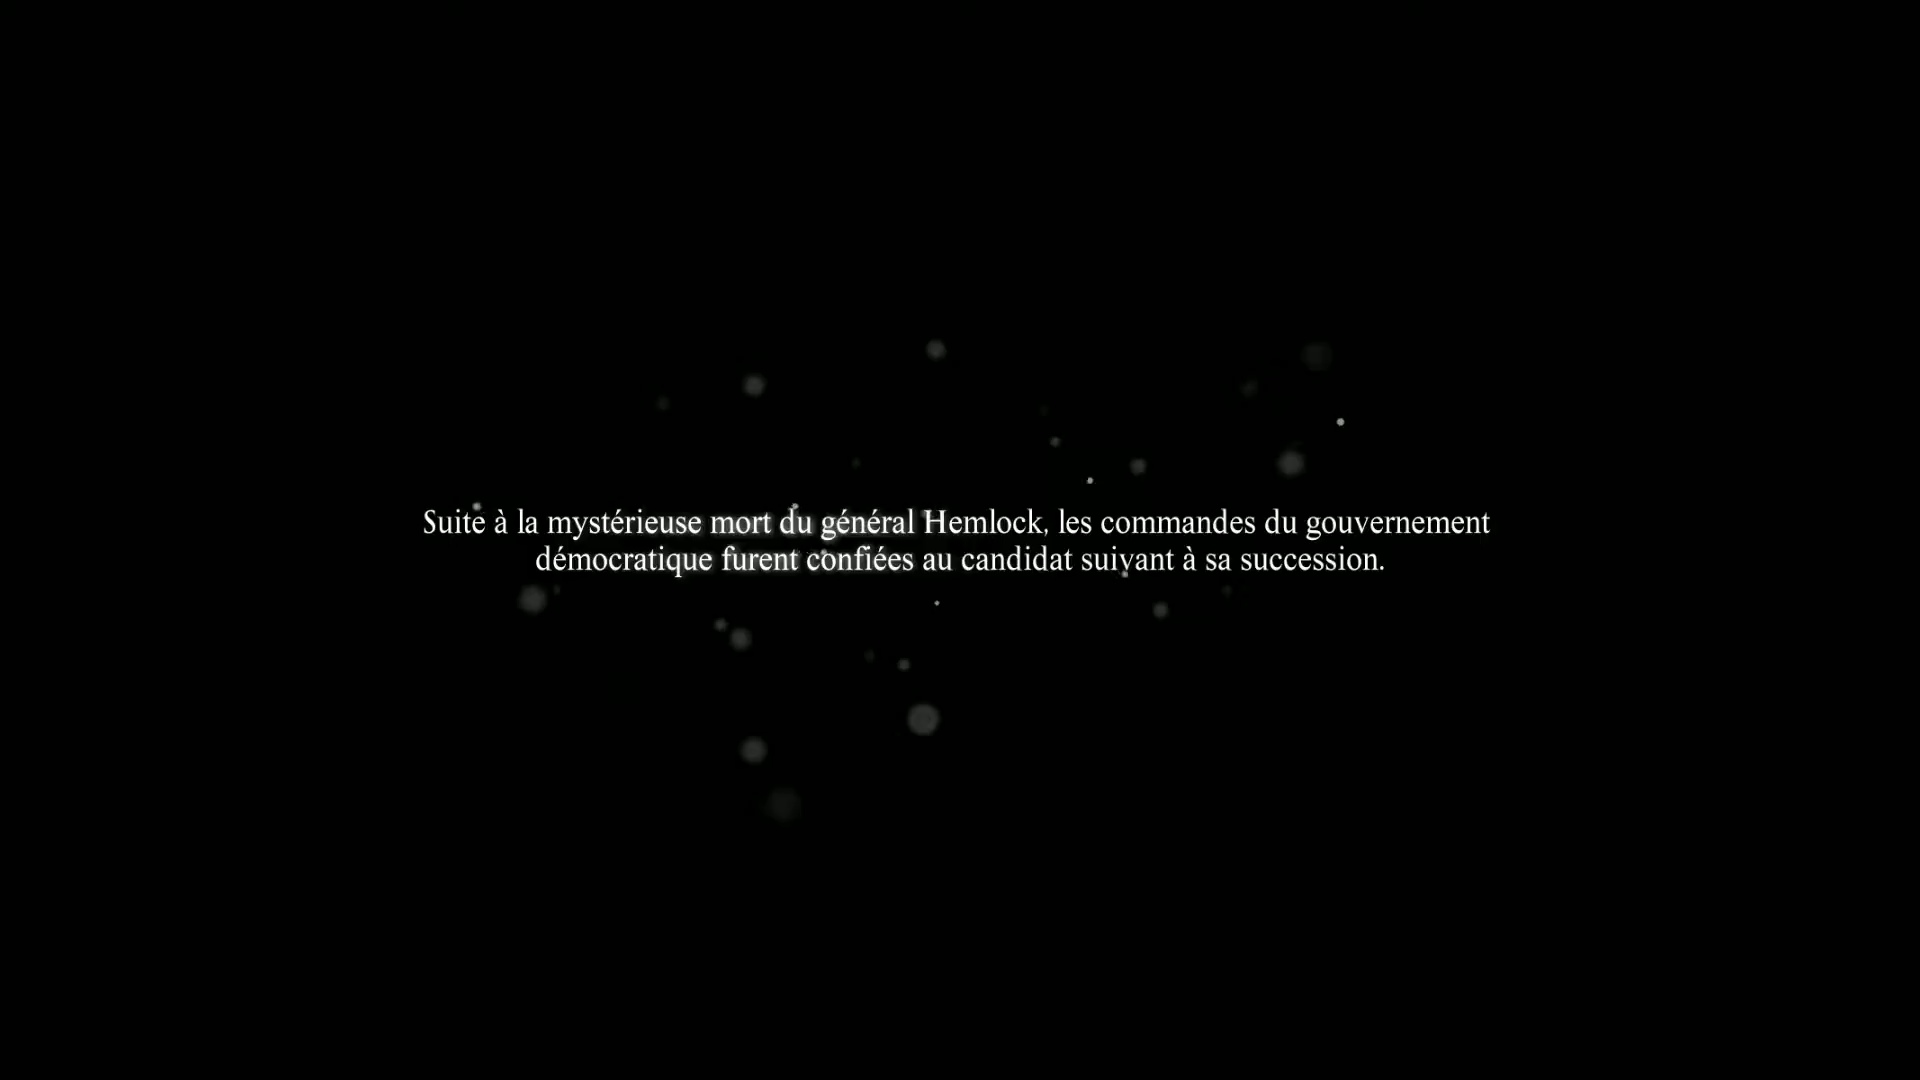 Suite à la mystérieuse mort du général Hemlock, les commandes du gouvernement
démocratique furent confiées au candidat suivant à sa succession.